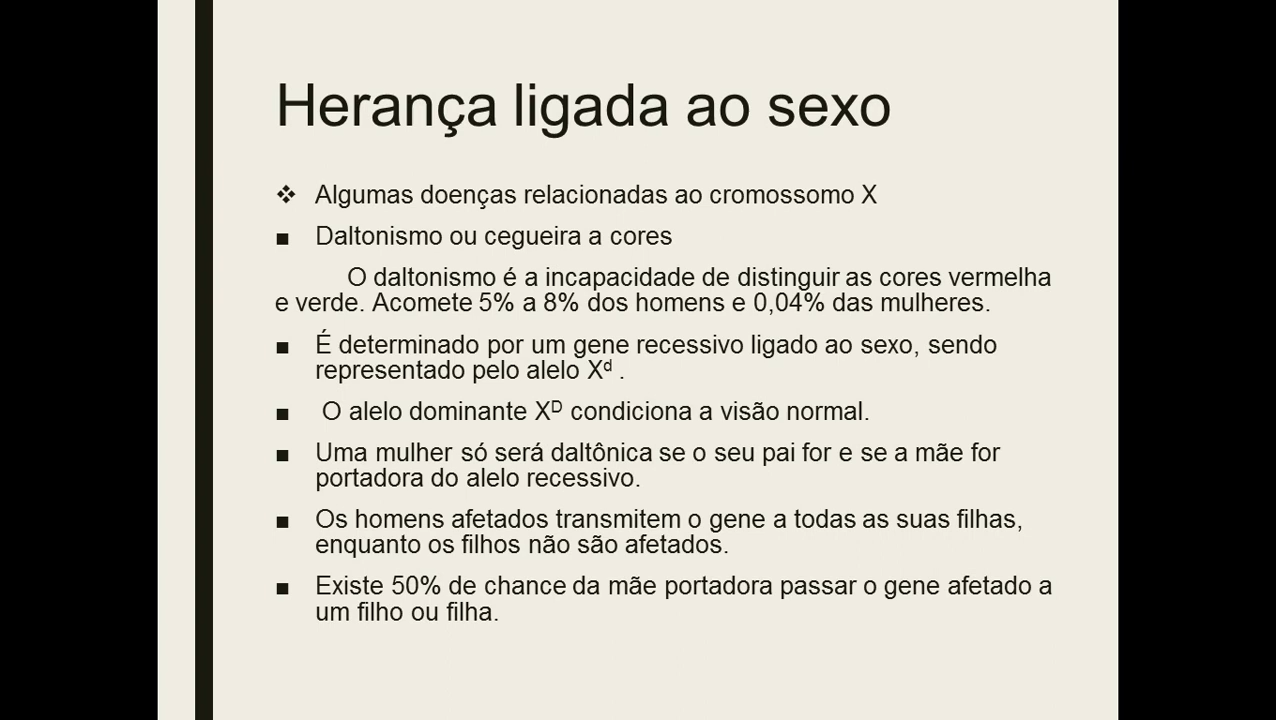 Herança ligada ao sexo
❖ Algumas doenças relacionadas ao cromossomo X
■ Daltonismo ou cegueira a cores
O daltonismo é a incapacidade de distinguir as cores vermelha
e verde. Acomete 5% a 8% dos homens e 0,04% das mulheres.
■ É determinado por um gene recessivo ligado ao sexo, sendo
representado pelo alelo Xᵈ .
■ O alelo dominante Xᴰ condiciona a visão normal.
■ Uma mulher só será daltônica se o seu pai for e se a mãe for
portadora do alelo recessivo.
■ Os homens afetados transmitem o gene a todas as suas filhas,
enquanto os filhos não são afetados.
■ Existe 50% de chance da mãe portadora passar o gene afetado a
um filho ou filha.